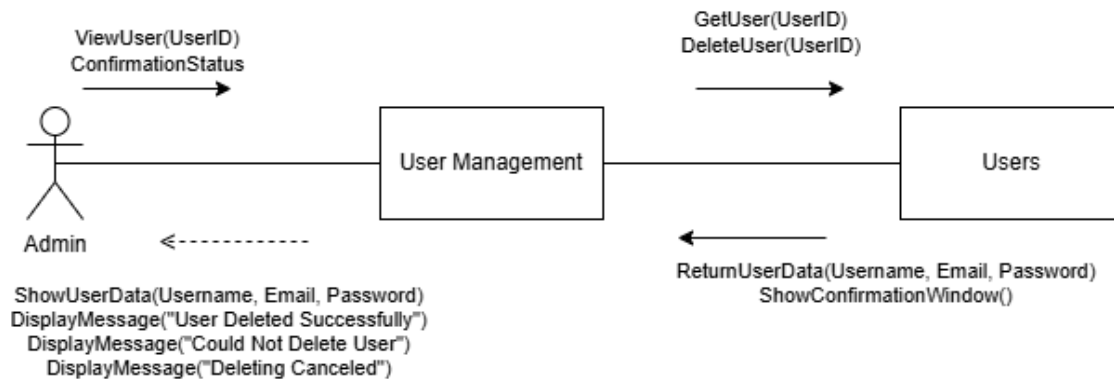 ViewUser(UserID)
ConfirmationStatus
GetUser(UserID)
DeleteUser(UserID)
User Management
Users
Admin
ReturnUserData(Username, Email, Password)
ShowConfirmationWindow()
ShowUserData(Username, Email, Password)
DisplayMessage("User Deleted Successfully")
DisplayMessage("Could Not Delete User")
DisplayMessage("Deleting Canceled")